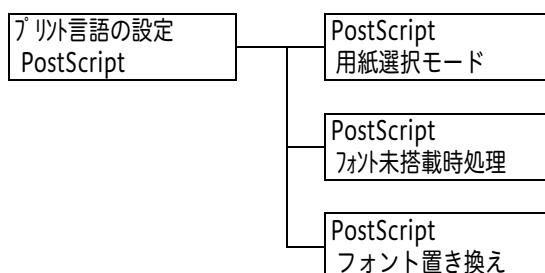 ﾌﾟﾘﾝﾄ言語の設定
PostScript
PostScript
用紙選択モード
PostScript
ﾌｫﾝﾄ未搭載時処理
PostScript
フォント置き換え